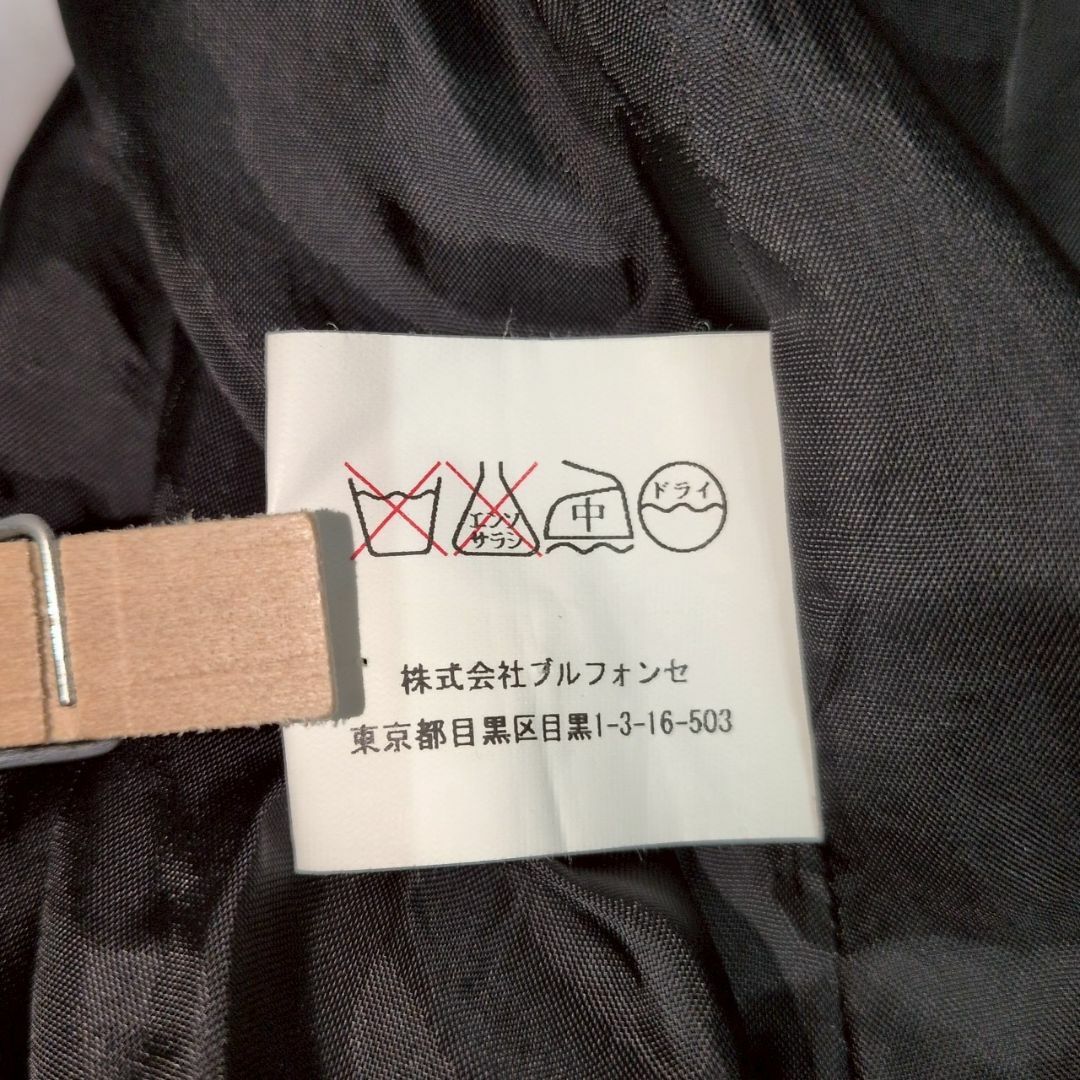 エンソ
サラシ
中
ドライ
株式会社ブルフォンセ
東京都目黒区目黒1-3-16-503